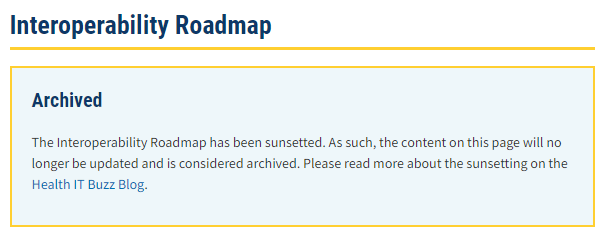 Interoperability Roadmap
Archived
The Interoperability Roadmap has been sunsetted. As such, the content on this page will no
longer be updated and is considered archived. Please read more about the sunsetting on the
Health IT Buzz Blog.